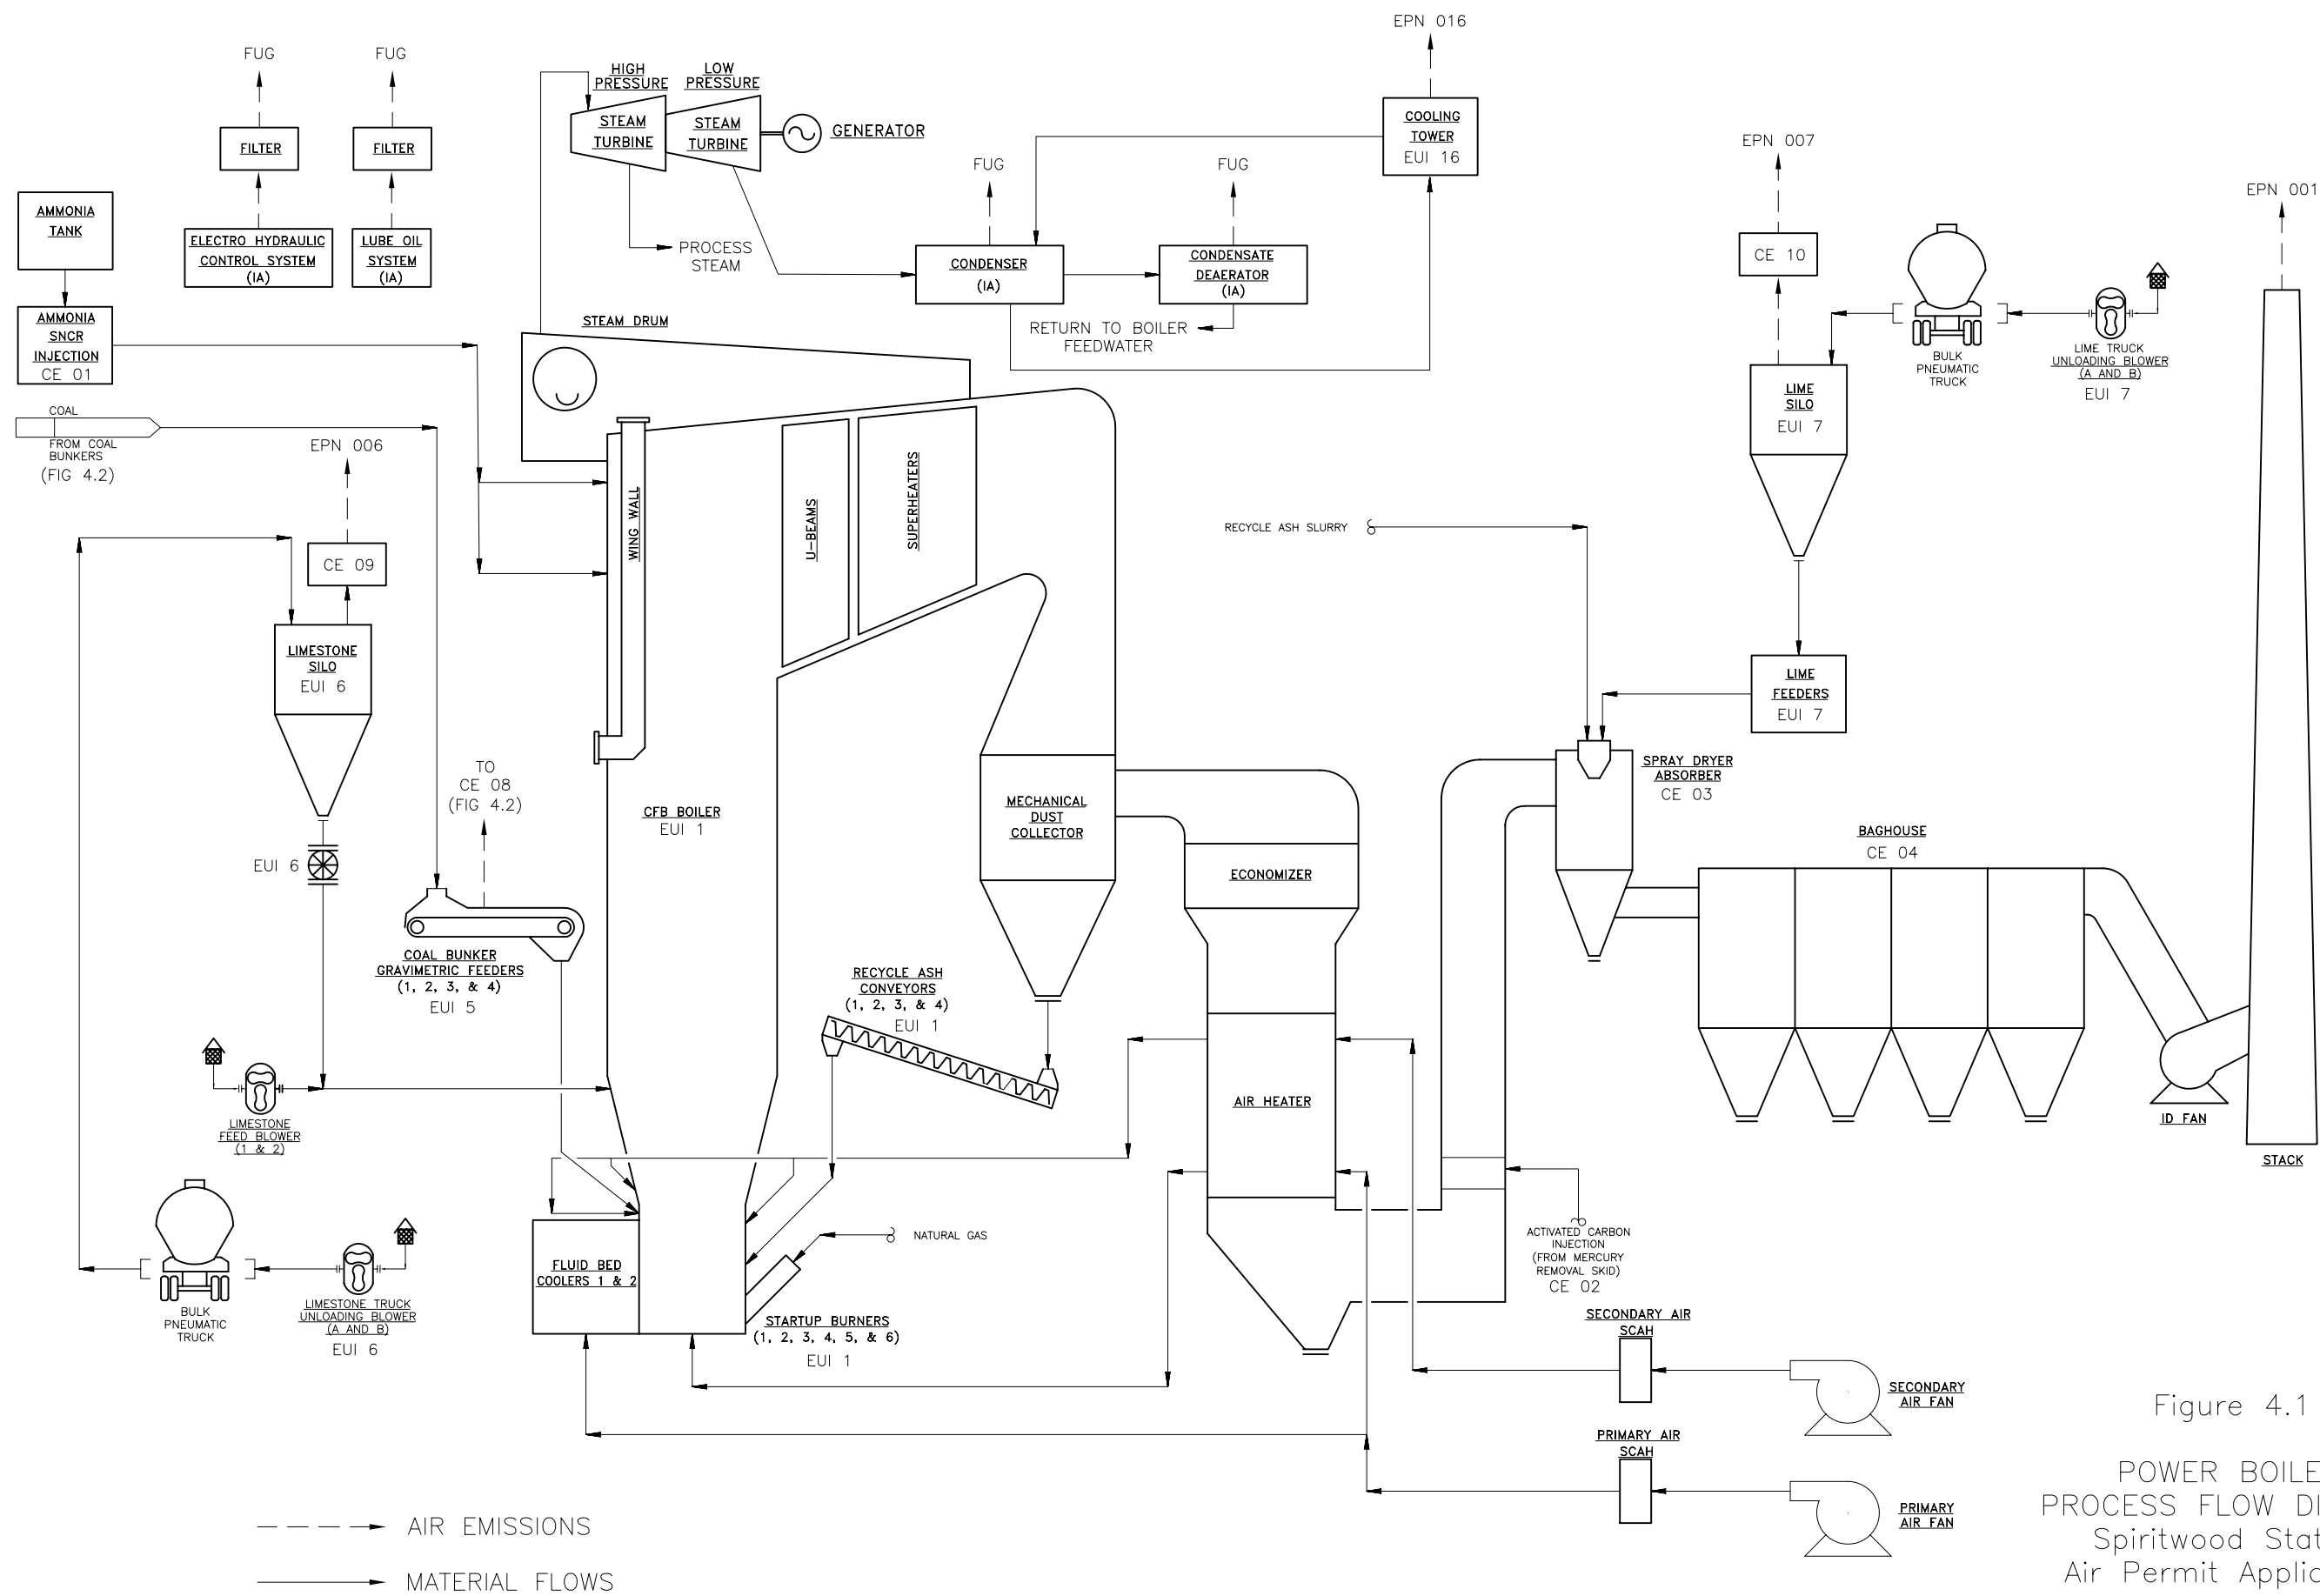 EPN 016
FUG
FUG
HIGH
PRESSURE
LOW
PRESSURE
STEAM
TURBINE
STEAM
TURBINE
GENERATOR
COOLING
TOWER
EUI 16
FILTER
FILTER
EPN 007
FUG
FUG
EPN 001
AMMONIA
TANK
ELECTRO HYDRAULIC
CONTROL SYSTEM
(IA)
LUBE OIL
SYSTEM
(IA)
PROCESS
STEAM
CONDENSER
(IA)
CONDENSATE
DEAERATOR
(IA)
CE 10
AMMONIA
SNCR
INJECTION
CE 01
STEAM DRUM
RETURN TO BOILER
FEEDWATER
BULK
PNEUMATIC
TRUCK
LIME TRUCK
UNLOADING BLOWER
(A AND B)
EUI 7
LIME
SILO
EUI 7
COAL
FROM COAL
BUNKERS
(FIG 4.2)
EPN 006
WING WALL
U-BEAMS
SUPERHEATERS
RECYCLE ASH SLURRY
CE 09
LIMESTONE
SILO
EUI 6
LIME
FEEDERS
EUI 7
TO
CE 08
(FIG 4.2)
SPRAY DRYER
ABSORBER
CE 03
CFB BOILER
EUI 1
MECHANICAL
DUST
COLLECTOR
BAGHOUSE
CE 04
EUI 6
ECONOMIZER
COAL BUNKER
GRAVIMETRIC FEEDERS
(1, 2, 3, & 4)
EUI 5
RECYCLE ASH
CONVEYORS
(1, 2, 3, & 4)
EUI 1
AIR HEATER
LIMESTONE
FEED BLOWER
(1 & 2)
ID FAN
STACK
NATURAL GAS
ACTIVATED CARBON
INJECTION
(FROM MERCURY
REMOVAL SKID)
CE 02
FLUID BED
COOLERS 1 & 2
BULK
PNEUMATIC
TRUCK
LIMESTONE TRUCK
UNLOADING BLOWER
(A AND B)
EUI 6
STARTUP BURNERS
(1, 2, 3, 4, 5, & 6)
EUI 1
SECONDARY AIR
SCAH
SECONDARY
AIR FAN
PRIMARY AIR
SCAH
PRIMARY
AIR FAN
Figure 4.1
POWER BOILE
PROCESS FLOW DI
Spiritwood Stat
Air Permit Applic
AIR EMISSIONS
MATERIAL FLOWS